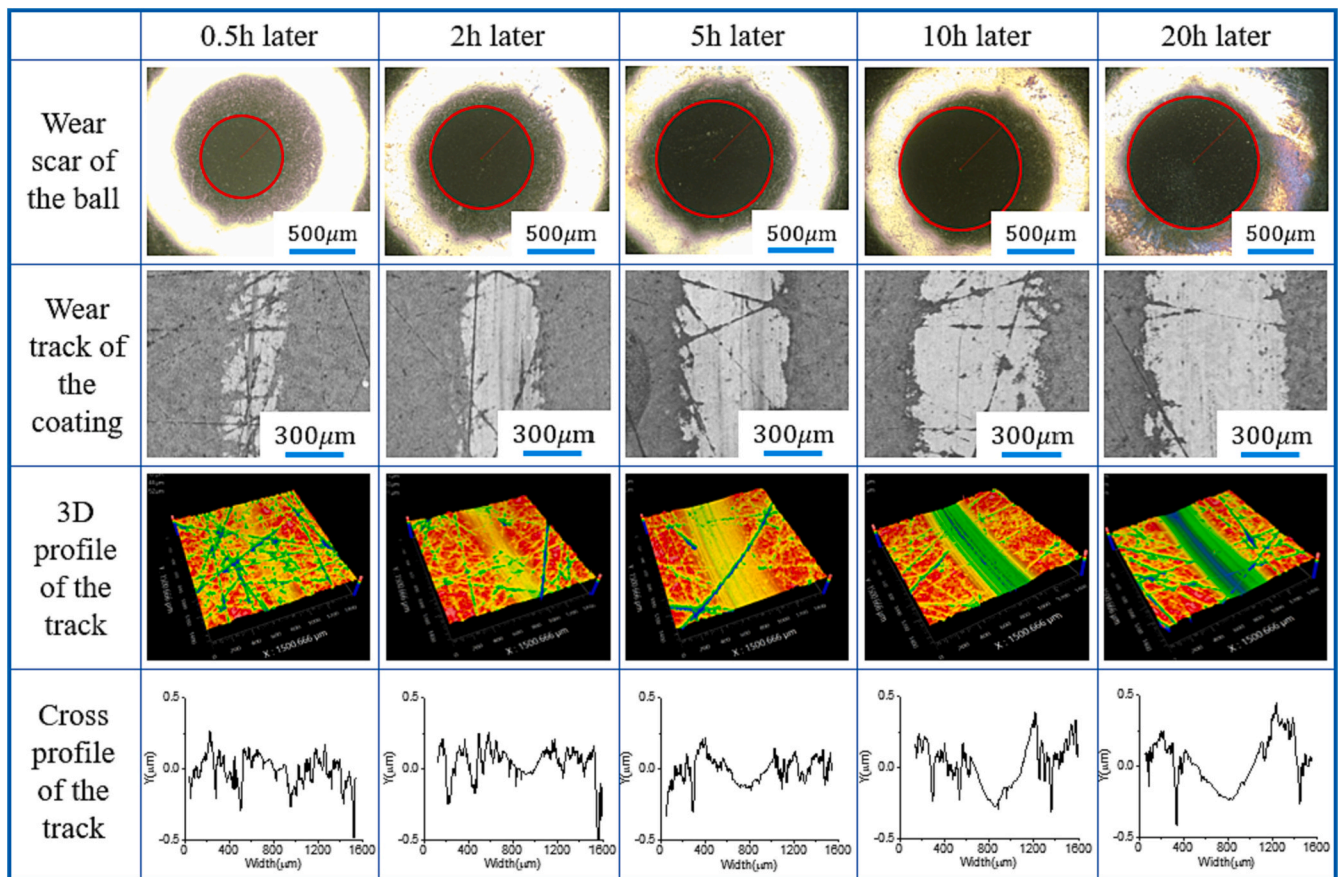 0.5h later
2h later
5h later
10h later
20h later
Wear
scar of
the ball
500μm
500μm
500μm
500μm
500μm
Wear
track of
the
coating
300μm
300μm
300μm
300μm
300μm
3D
profile
of the
track
X : 1500.666 μm
X : 1500.666 μm
X : 1500.666 μm
X : 1500.666 μm
X : 1500.666 μm
Cross
profile
of the
track
0.5
0.0
-0.5
Y(μm)
0 400 800 1200 1600
Width(μm)
0.5
0.0
-0.5
Y(μm)
0 400 800 1200 1600
Width(μm)
0.5
0.0
-0.5
Y(μm)
0 400 800 1200 1600
Width(μm)
0.5
0.0
-0.5
Y(μm)
0 400 800 1200 1600
Width(μm)
0.5
0.0
-0.5
Y(μm)
0 400 800 1200 1600
Width(μm)